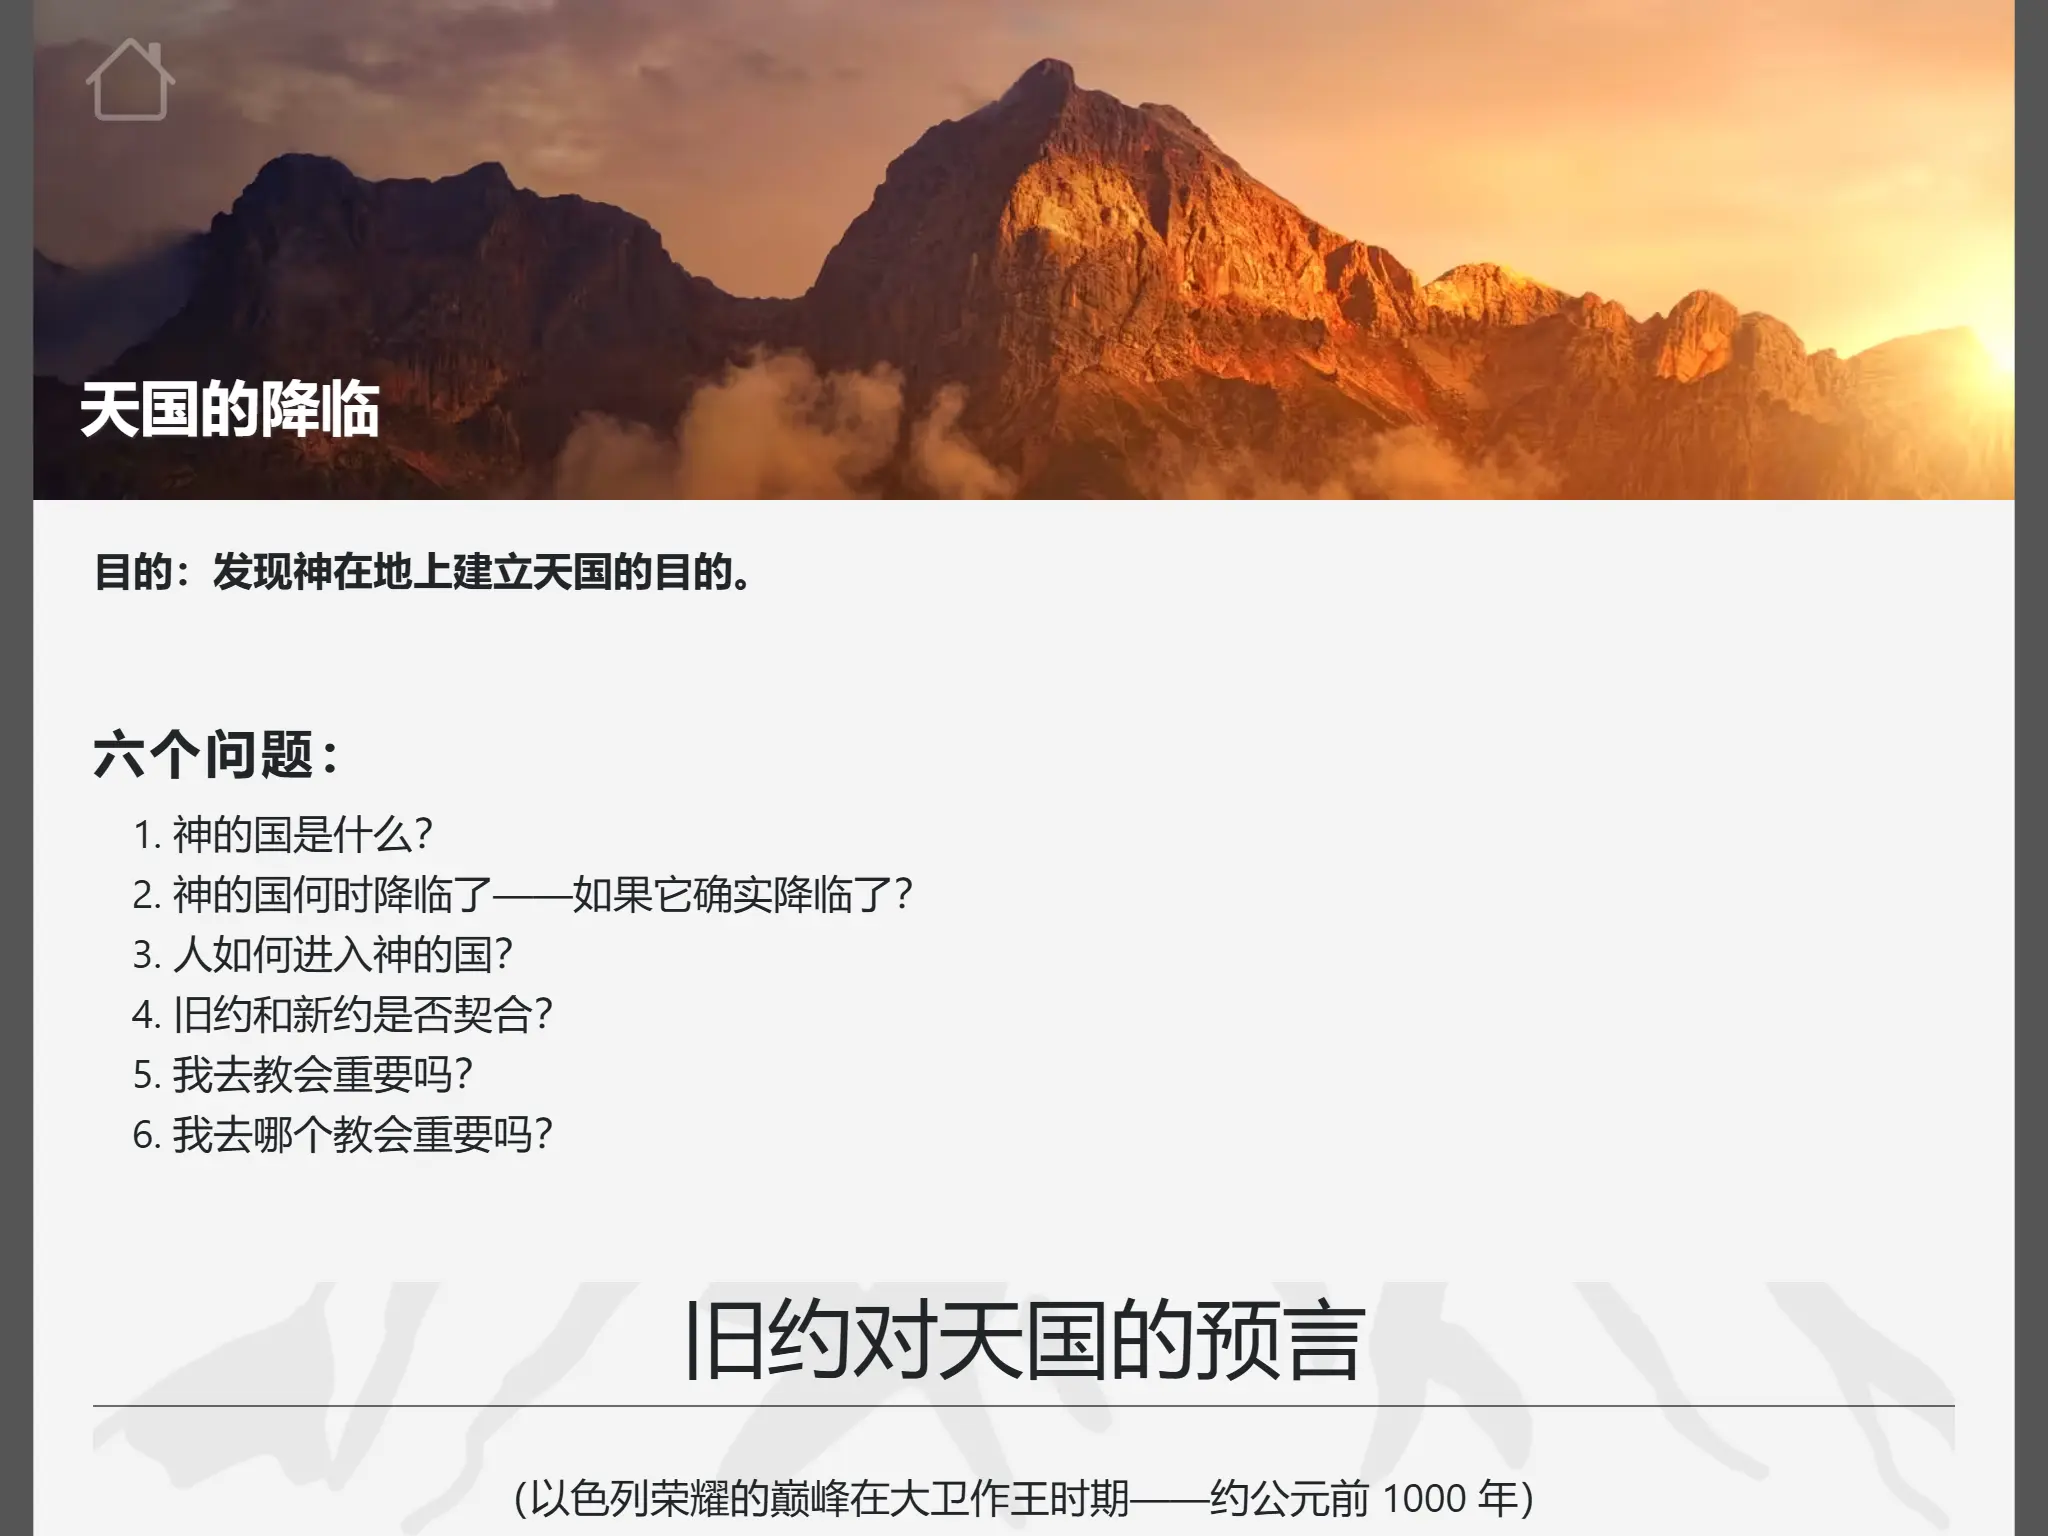 天国的降临
目的：发现神在地上建立天国的目的。
六个问题：
1. 神的国是什么？
2. 神的国何时降临了——如果它确实降临了？
3. 人如何进入神的国？
4. 旧约和新约是否契合？
5. 我去教会重要吗？
6. 我去哪个教会重要吗？
旧约对天国的预言
(以色列荣耀的巅峰在大卫作王时期——约公元前 1000 年)